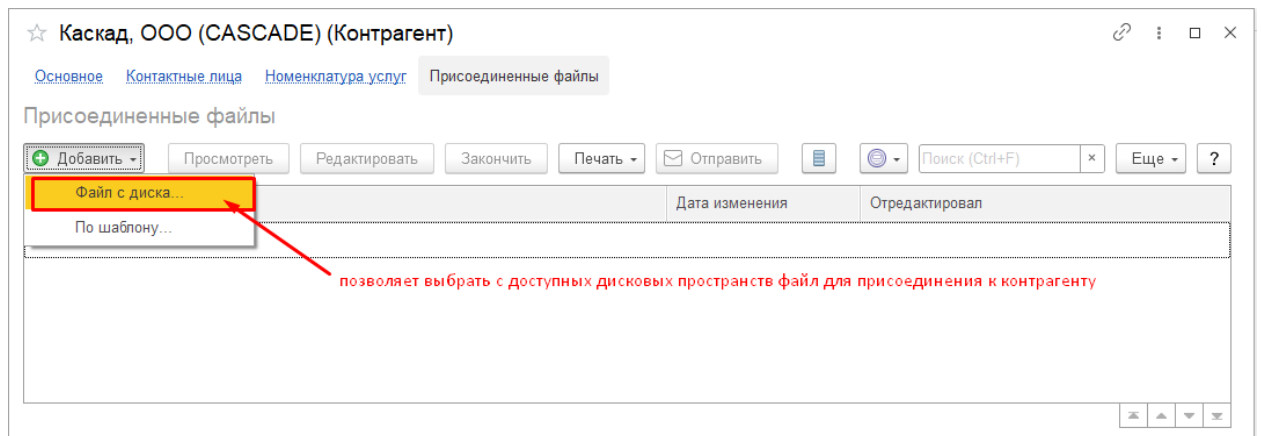 Каскад, ООО (CASCADE) (Контрагент)
Основное Контактные лица Номенклатура услуг Присоединенные файлы
Присоединенные файлы
Добавить Просмотреть Редактировать Закончить Печать Отправить Поиск (Ctrl+F) × Еще ?
Файл с диска...
Дата изменения Отредактировал
По шаблону...
позволяет выбрать с доступных дисковых пространств файл для присоединения к контрагенту